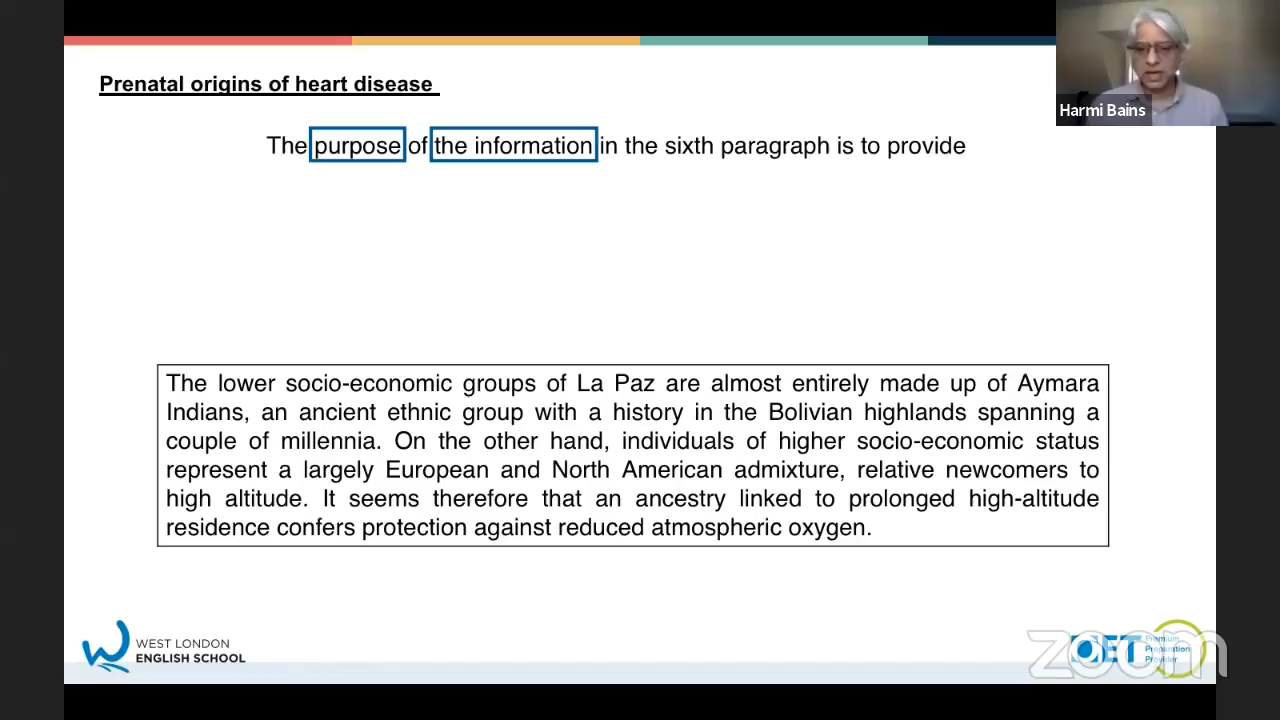 Harmi Bains
Prenatal origins of heart disease
The purpose of the information in the sixth paragraph is to provide
The lower socio-economic groups of La Paz are almost entirely made up of Aymara
Indians, an ancient ethnic group with a history in the Bolivian highlands spanning a
couple of millennia. On the other hand, individuals of higher socio-economic status
represent a largely European and North American admixture, relative newcomers to
high altitude. It seems therefore that an ancestry linked to prolonged high-altitude
residence confers protection against reduced atmospheric oxygen.
WEST LONDON
ENGLISH SCHOOL
OET
Premium
Preparation
Provider
zoom